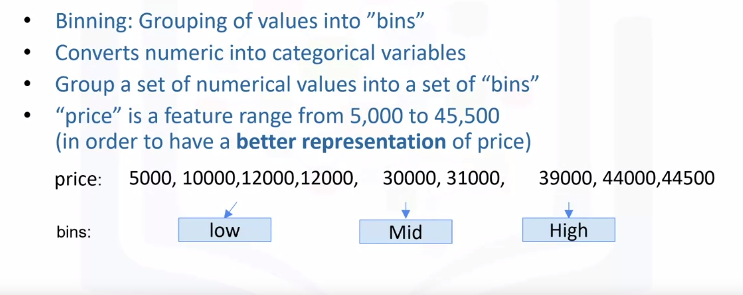 • Binning: Grouping of values into ”bins”
• Converts numeric into categorical variables
• Group a set of numerical values into a set of “bins”
• “price” is a feature range from 5,000 to 45,500
(in order to have a better representation of price)
price: 5000, 10000,12000,12000, 30000, 31000, 39000, 44000,44500
bins: low Mid High